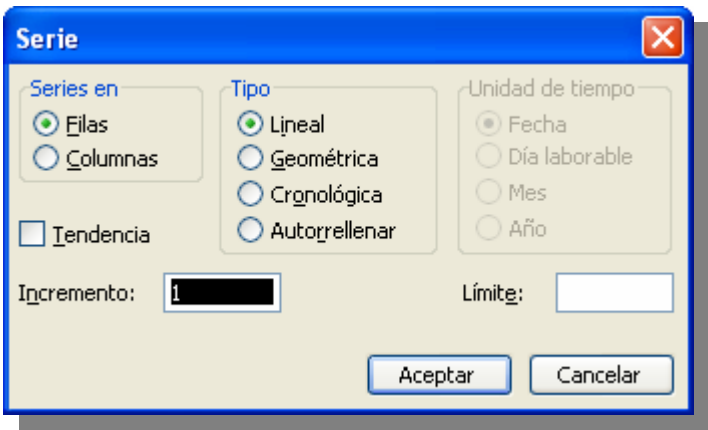 Serie
Series en
Filas
Columnas
Tendencia
Tipo
Lineal
Geométrica
Cronológica
Autorrellenar
Unidad de tiempo
Fecha
Día laborable
Mes
Año
Incremento: 1
Límite:
Aceptar
Cancelar